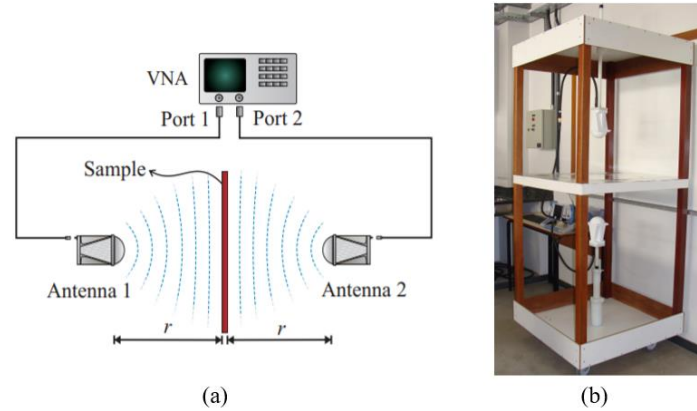 VNA
Port 1 Port 2
Sample
Antenna 1
Antenna 2
r
r
(a)
(b)